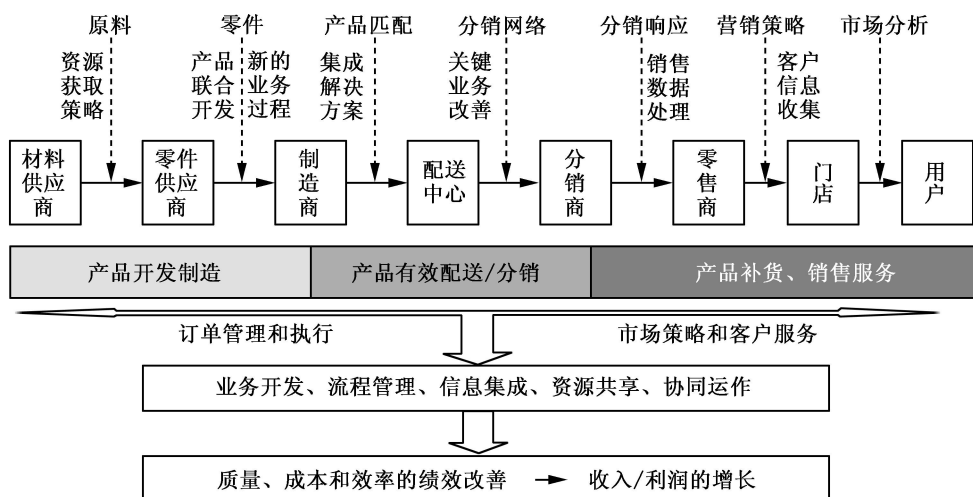 原料 零件 产品匹配 分销网络 分销响应 营销策略 市场分析
资源
获取
策略
产品
联合
开发
新的
业务
过程
集成
解决
方案
关键
业务
改善
销售
数据
处理
客户
信息
收集
材料
供应
商
零件
供应
商
制
造
商
配送
中心
分
销
商
零
售
商
门
店
用
户
产品开发制造 产品有效配送/分销 产品补货、销售服务
订单管理和执行 市场策略和客户服务
业务开发、流程管理、信息集成、资源共享、协同运作
质量、成本和效率的绩效改善 收入/利润的增长